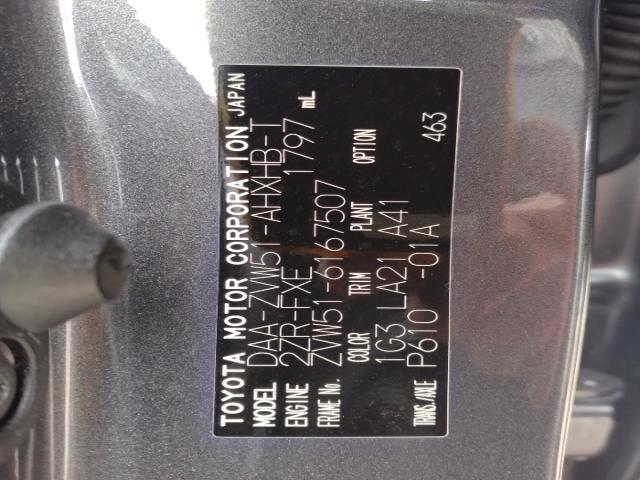 TOYOTA MOTOR CORPORATION JAPAN
MODEL DAA-ZVW51-AHXHB-T
ENGINE 2ZR-FXE 1797 mL
FRAME No. ZVW51-6167507
COLOR TRIM PLANT OPTION
1G3 LA21 A41
TRANS./AXLE P610 -01A 463